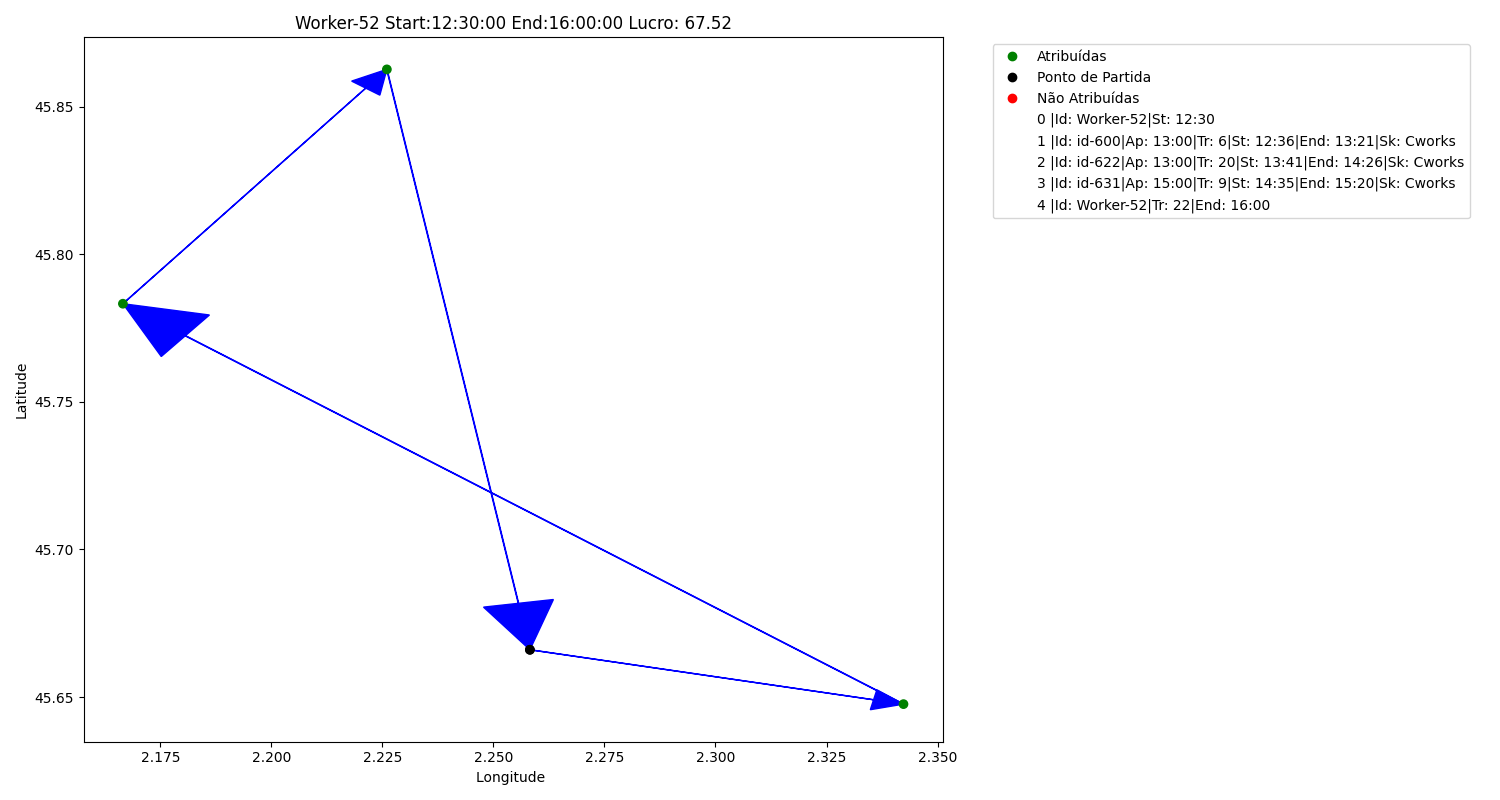 Worker-52 Start:12:30:00 End:16:00:00 Lucro: 67.52
45.85
45.80
45.75
45.70
45.65
Latitude
2.175 2.200 2.225 2.250 2.275 2.300 2.325 2.350
Longitude
Atribuídas
Ponto de Partida
Não Atribuídas
0 |Id: Worker-52|St: 12:30
1 |Id: id-600|Ap: 13:00|Tr: 6|St: 12:36|End: 13:21|Sk: Cworks
2 |Id: id-622|Ap: 13:00|Tr: 20|St: 13:41|End: 14:26|Sk: Cworks
3 |Id: id-631|Ap: 15:00|Tr: 9|St: 14:35|End: 15:20|Sk: Cworks
4 |Id: Worker-52|Tr: 22|End: 16:00